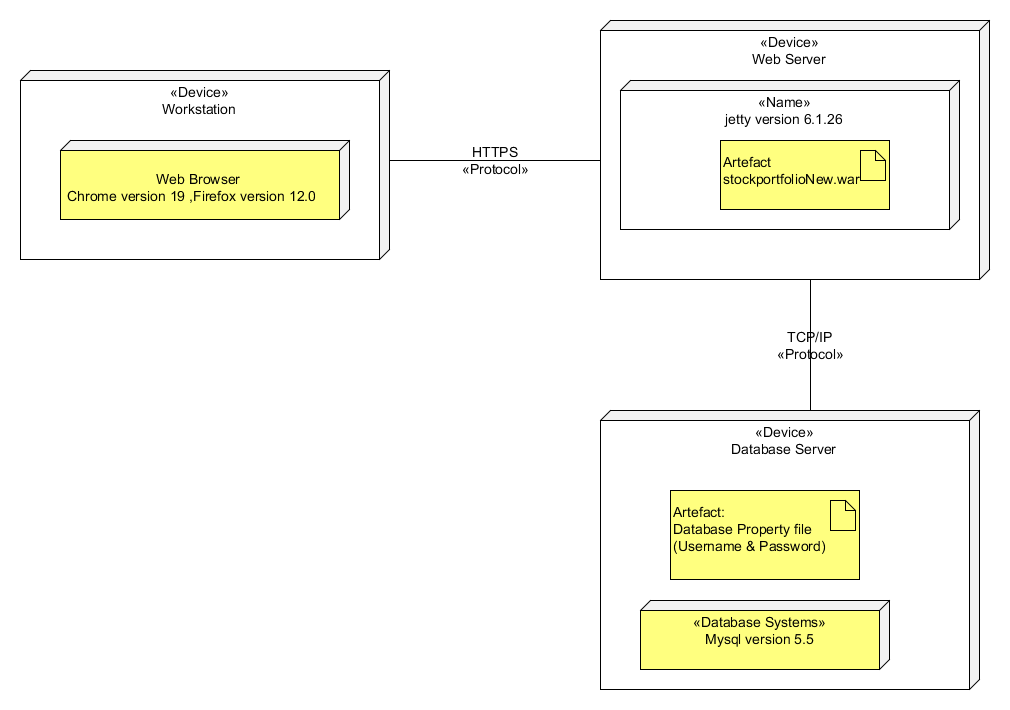 «Device»
Workstation
Web Browser
Chrome version 19 ,Firefox version 12.0
HTTPS
«Protocol»
«Device»
Web Server
«Name»
jetty version 6.1.26
Artefact
stockportfolioNew.war
TCP/IP
«Protocol»
«Device»
Database Server
Artefact:
Database Property file
(Username & Password)
«Database Systems»
Mysql version 5.5